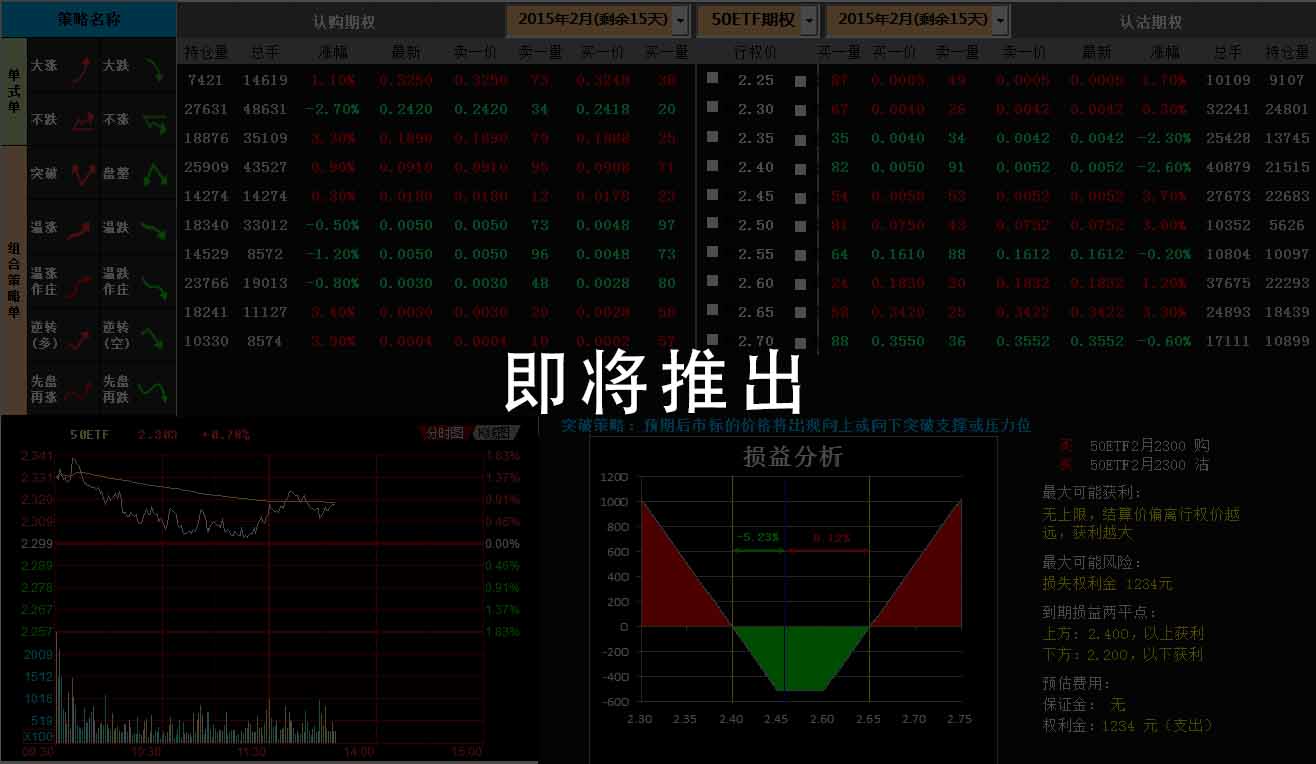 策略名称 认购期权 2015年2月(剩余15天) 50ETF期权 2015年2月(剩余15天) 认沽期权
持仓量 总手 涨幅 最新 卖一价 卖一量 买一价 买一量 行权价 买一量 买一价 卖一量 卖一价 最新 涨幅 总手 持仓量
单式单
大涨 大跌
不跌 不涨
组合策略单
突破 盘整
温涨 温跌
温涨作庄 温跌作庄
逆转(多) 逆转(空)
先盘再涨 先盘再跌
7421 14619 1.10% 0.3250 0.3250 73 0.3248 38 2.25 0.0005 0.0005 1.70% 10109 9107
27631 48631 -2.70% 0.2420 0.2420 34 0.2418 20 2.30 67 0.0040 26 0.0042 0.0042 0.30% 32241 24801
18876 35109 3.30% 0.1890 0.1890 79 0.1888 25 2.35 35 0.0040 34 0.0042 0.0042 -2.30% 25428 13745
25909 43527 0.90% 0.0910 0.0910 0.0908 2.40 82 0.0050 91 0.0052 0.0052 -2.60% 40879 21515
14274 14274 0.30% 0.0180 0.0180 0.0178 23 2.45 54 0.0050 53 0.0052 0.0052 3.70% 27673 22683
18340 33012 -0.50% 0.0050 0.0050 73 0.0048 97 2.50 0.0750 43 0.0752 0.0752 3.00% 10352 5626
14529 8572 -1.20% 0.0050 0.0050 96 0.0048 73 2.55 64 0.1610 88 0.1612 0.1612 -0.20% 10804 10097
23766 19013 -0.80% 0.0030 0.0030 48 0.0028 80 2.60 24 0.1830 0.1832 0.1832 1.20% 37675 22293
18241 11127 3.40% 0.0030 0.0030 20 0.0028 58 2.65 58 0.3420 25 0.3422 0.3422 3.30% 24893 18439
10330 8574 3.90% 0.0004 0.0004 10 0.0002 57 2.70 88 0.3550 36 0.3552 0.3552 -0.60% 17111 10899
即将推出
50ETF 2.303 +0.70% 分时图 K线图
2.341 1.83%
2.331 1.37%
2.320 0.91%
2.309 0.46%
2.299 0.00%
2.289 0.46%
2.278 0.91%
2.267 1.37%
2.257 1.83%
2009
1512
1016
519
X100
09:30 10:30 11:30 14:00 15:00
突破策略：预期后市标的价格将出现向上或向下突破支撑或压力位
损益分析
1200
1000
800
600
400
200
0
-200
-400
-600
-5.23% 8.12%
2.30 2.35 2.40 2.45 2.60 2.55 2.70 2.75
买 50ETF2月2300 购
买 50ETF2月2300 沽
最大可能获利:
无上限，结算价偏离行权价越
远，获利越大
最大可能风险:
损失权利金 1234元
到期损益两平点:
上方: 2.400，以上获利
下方: 2.200，以下获利
预估费用:
保证金: 无
权利金: 1234 元（支出）